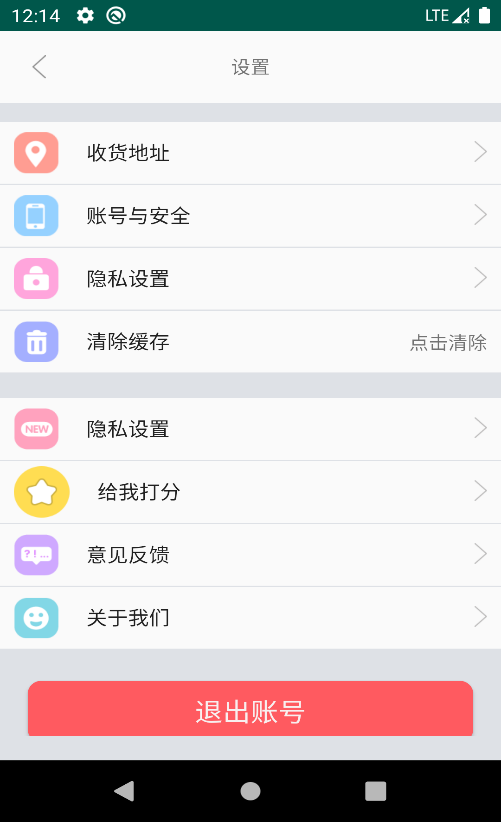 12:14
LTE
设置
收货地址
账号与安全
隐私设置
清除缓存 点击清除
NEW 隐私设置
给我打分
?!... 意见反馈
关于我们
退出账号